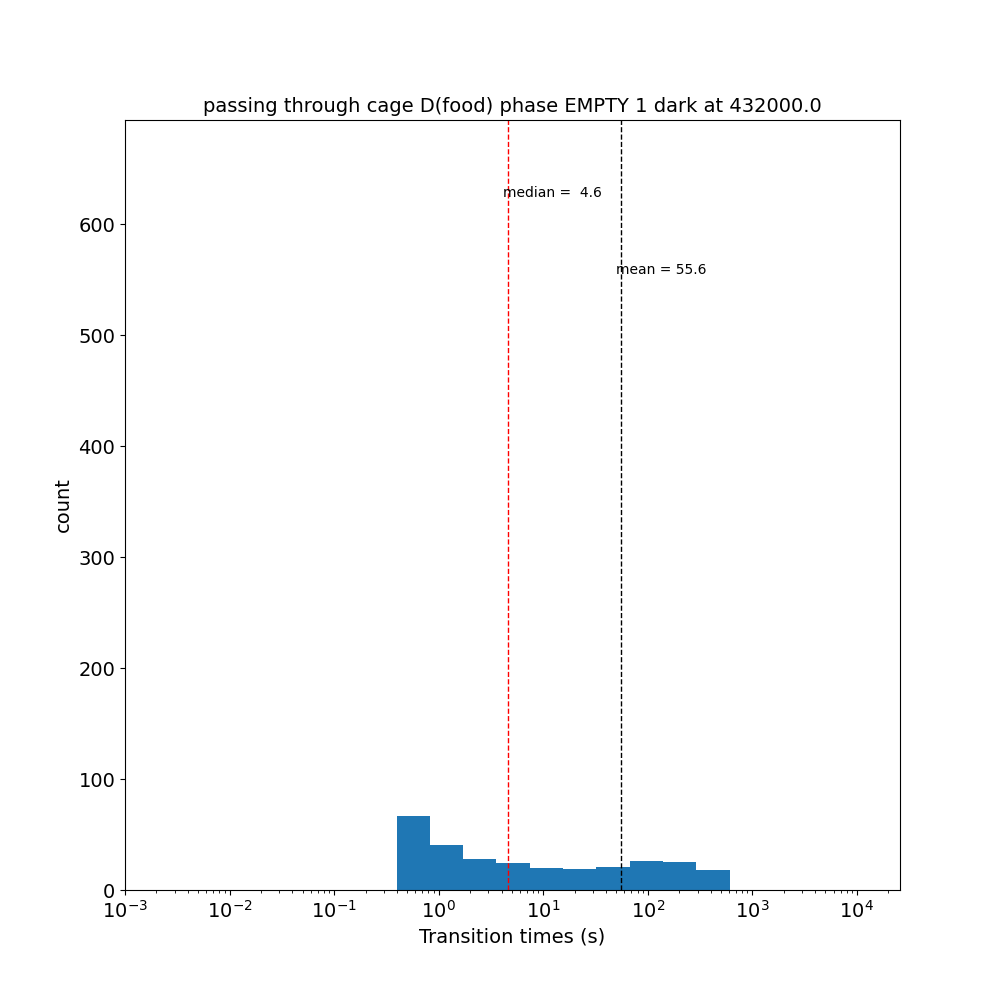 passing through cage D(food) phase EMPTY 1 dark at 432000.0
median =  4.6
mean = 55.6
600
500
400
300
200
100
0
count
10⁻³ 10⁻² 10⁻¹ 10⁰ 10¹ 10² 10³ 10⁴
Transition times (s)